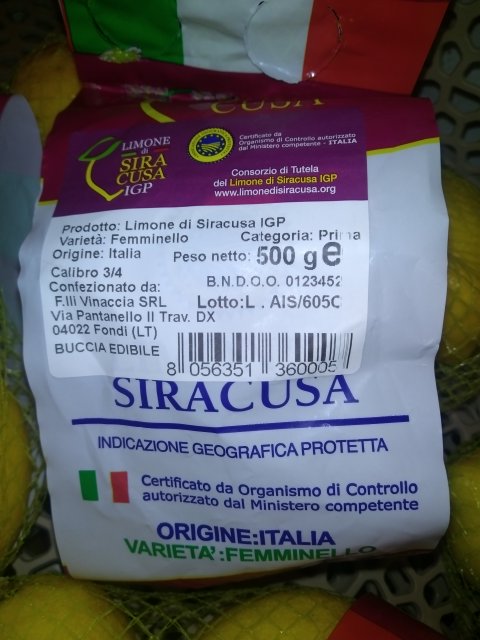 CUSA
LIMONE
di
SIRA
CUSA
IGP
Certificato da
Organismo di Controllo autorizzato
dal Ministero competente - ITALIA
Consorzio di Tutela
del Limone di Siracusa IGP
www.limonedisiracusa.org
Prodotto: Limone di Siracusa IGP
Varietà: Femminello Categoria: Prima
Origine: Italia Peso netto: 500 g e
Calibro 3/4
Confezionato da: B.N.D.O.O. 0123452
F.lli Vinaccia SRL Lotto:L . AIS/605C
Via Pantanello II Trav. DX
04022 Fondi (LT)
BUCCIA EDIBILE
8 056351 360005
SIRACUSA
INDICAZIONE GEOGRAFICA PROTETTA
Certificato da Organismo di Controllo
autorizzato dal Ministero competente
ORIGINE:ITALIA
VARIETA':FEMMINELLO